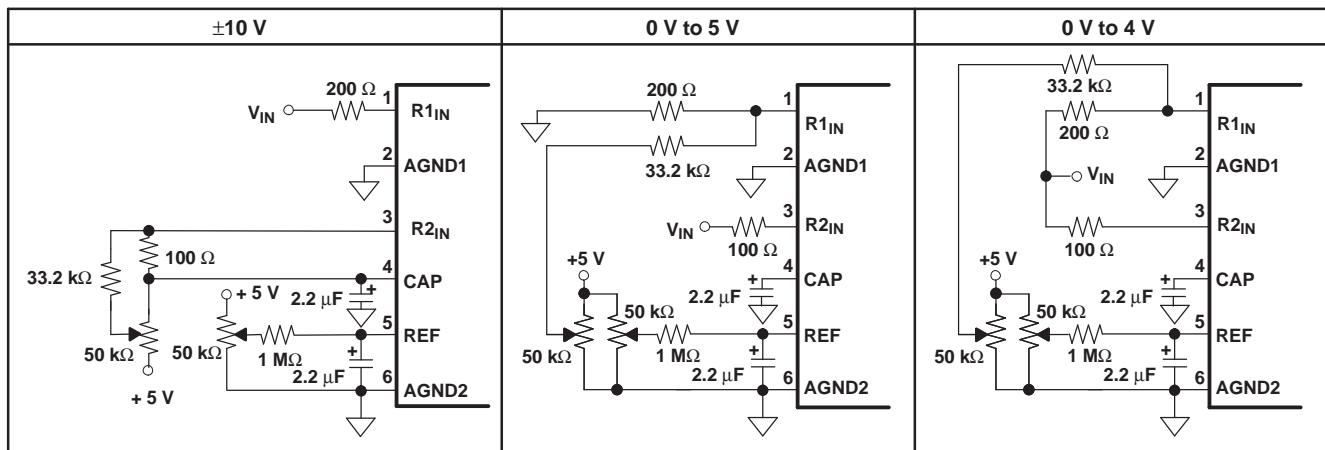 ±10 V
200 Ω
1
V_IN
R1_IN
2
AGND1
3
R2_IN
100 Ω
33.2 kΩ
4
CAP
+ 5 V
2.2 µF
+
5
REF
50 kΩ
50 kΩ
1 MΩ
+
2.2 µF
6
AGND2
+ 5 V
0 V to 5 V
200 Ω
1
R1_IN
33.2 kΩ
2
AGND1
3
V_IN
R2_IN
100 Ω
+5 V
4
CAP
+
2.2 µF
50 kΩ
5
REF
50 kΩ
1 MΩ
+
2.2 µF
6
AGND2
0 V to 4 V
33.2 kΩ
1
200 Ω
R1_IN
2
AGND1
V_IN
3
R2_IN
100 Ω
+5 V
4
CAP
+
2.2 µF
50 kΩ
5
REF
50 kΩ
1 MΩ
+
2.2 µF
6
AGND2